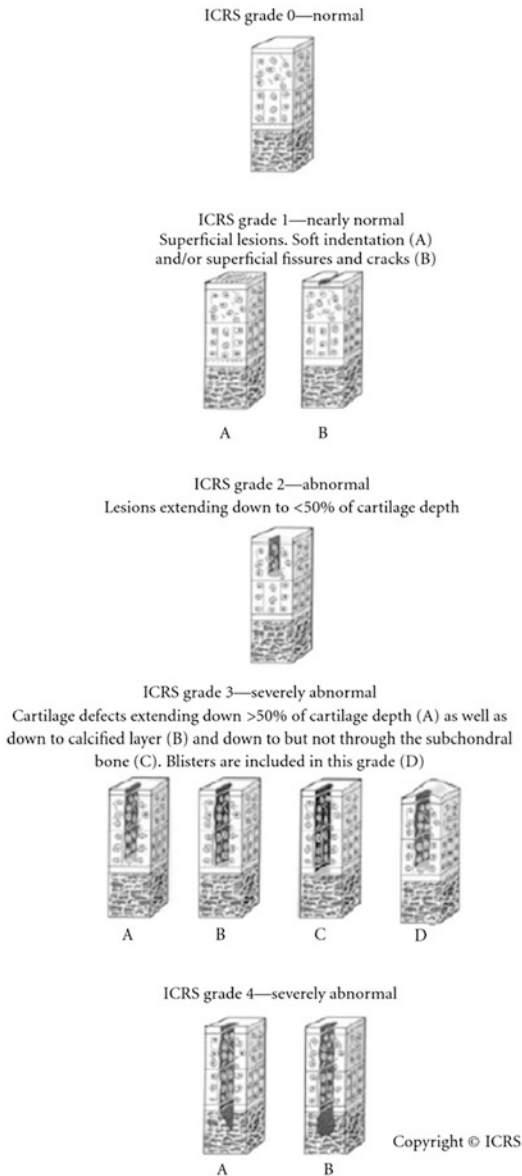 ICRS grade 0—normal
ICRS grade 1—nearly normal
Superficial lesions. Soft indentation (A)
and/or superficial fissures and cracks (B)
A B
ICRS grade 2—abnormal
Lesions extending down to <50% of cartilage depth
ICRS grade 3—severely abnormal
Cartilage defects extending down >50% of cartilage depth (A) as well as
down to calcified layer (B) and down to but not through the subchondral
bone (C). Blisters are included in this grade (D)
A B C D
ICRS grade 4—severely abnormal
Copyright © ICRS
A B